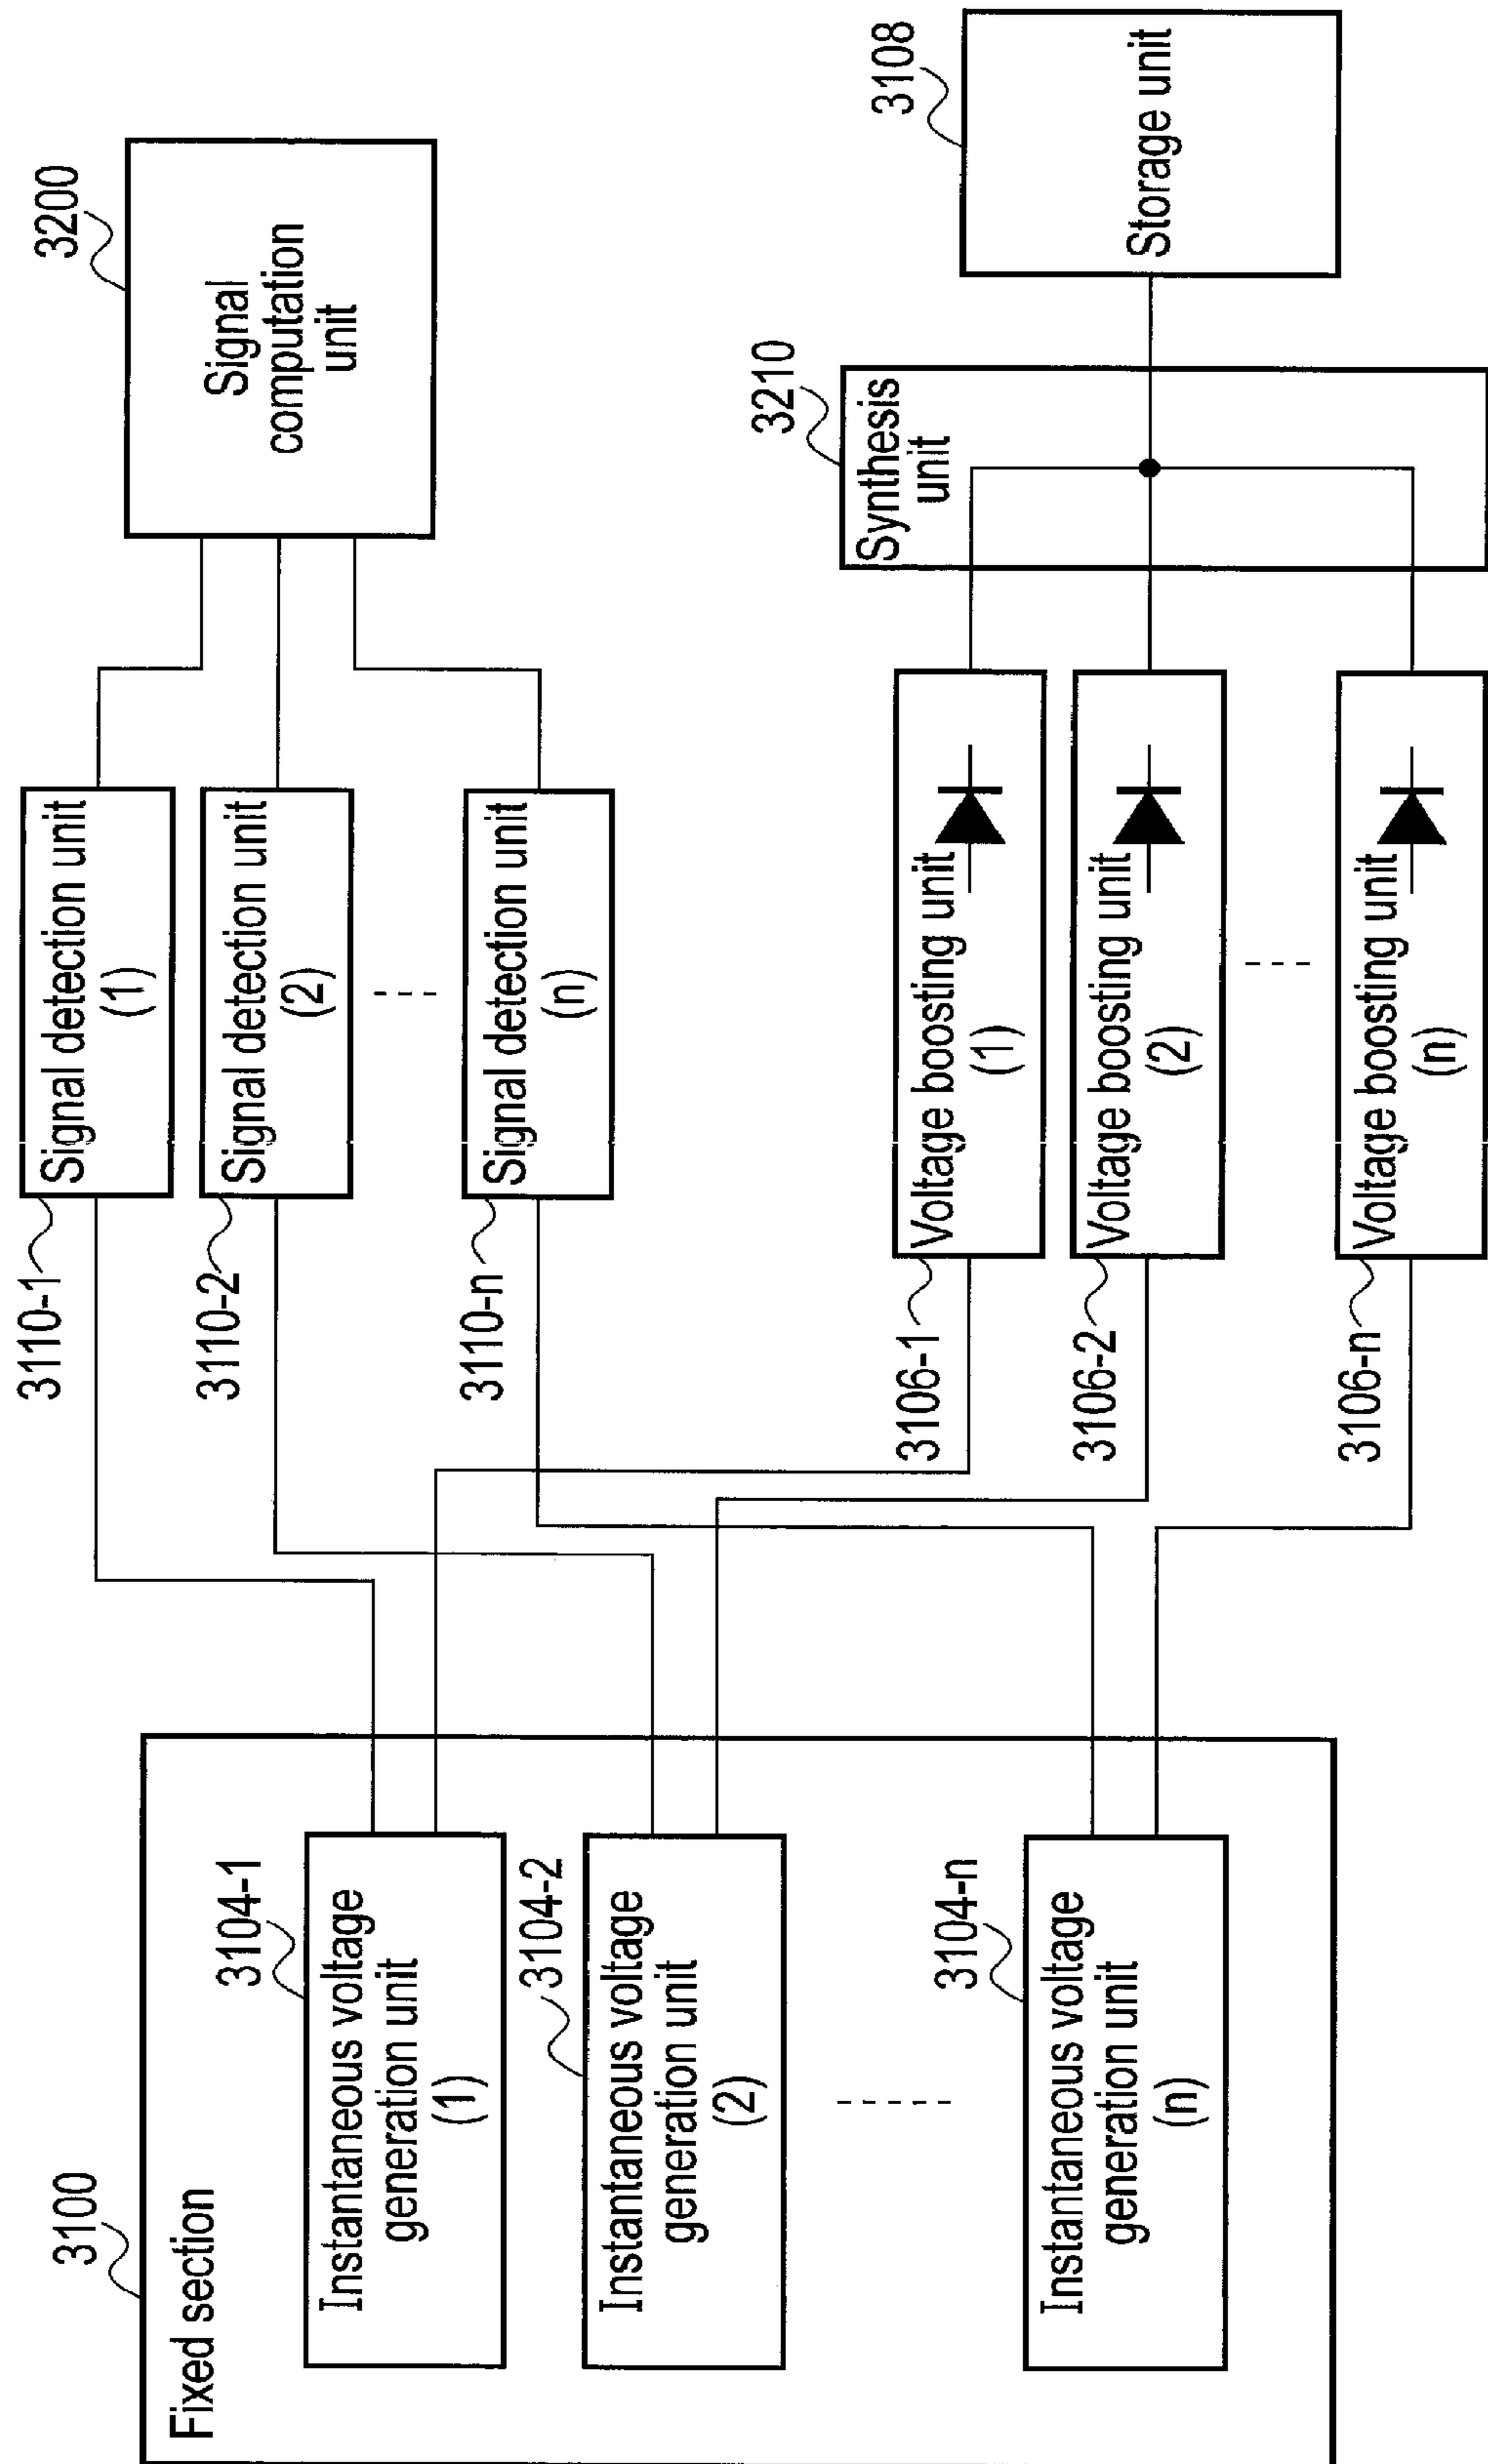 3100
Fixed section
3104-1
Instantaneous voltage
generation unit
(1)
3104-2
Instantaneous voltage
generation unit
(2)
3104-n
Instantaneous voltage
generation unit
(n)
3110-1
Signal detection unit
(1)
3110-2
Signal detection unit
(2)
3110-n
Signal detection unit
(n)
3200
Signal
computation
unit
3106-1
Voltage boosting unit
(1)
3106-2
Voltage boosting unit
(2)
3106-n
Voltage boosting unit
(n)
3210
Synthesis
unit
3108
Storage unit